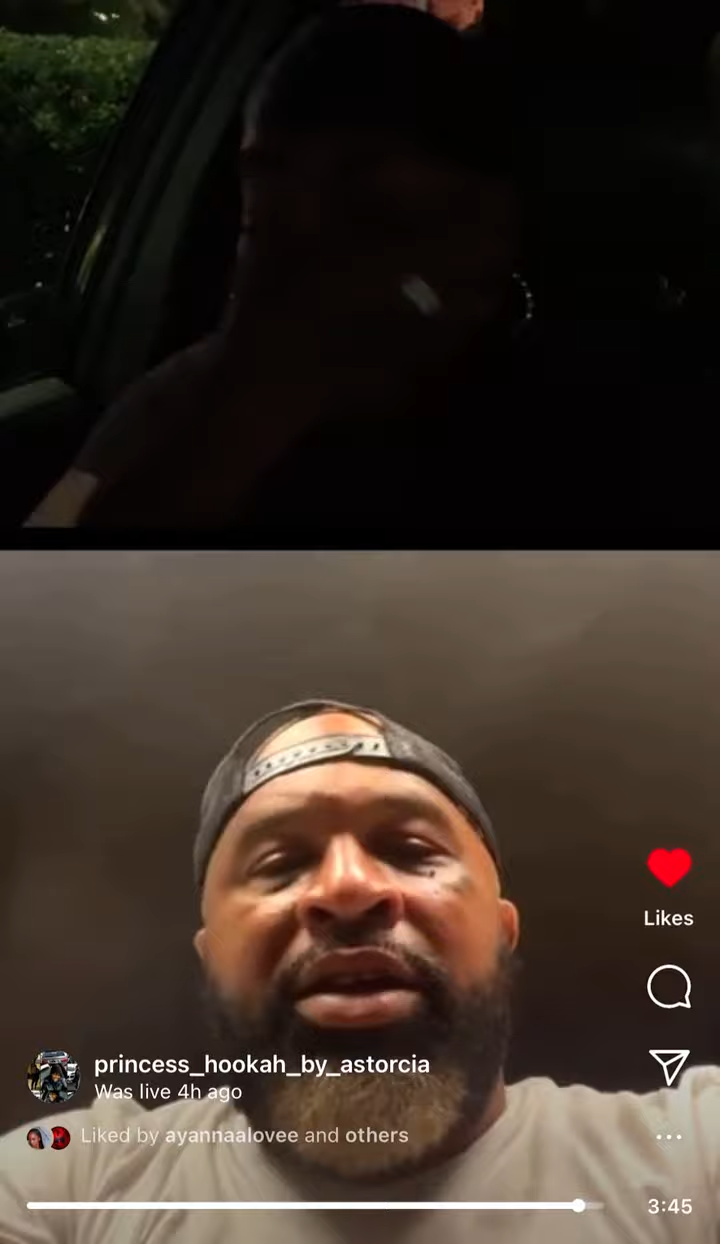 Likes
princess_hookah_by_astorcia
Was live 4h ago
Liked by ayannaalovee and others
3:45